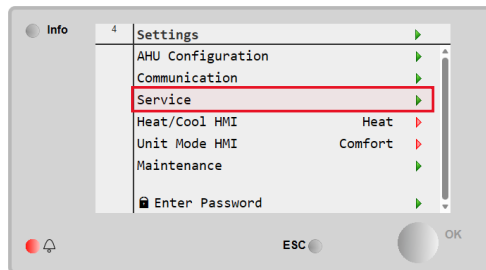 Info
4 Settings
AHU Configuration
Communication
Service
Heat/Cool HMI Heat
Unit Mode HMI Comfort
Maintenance
Enter Password
ESC
OK